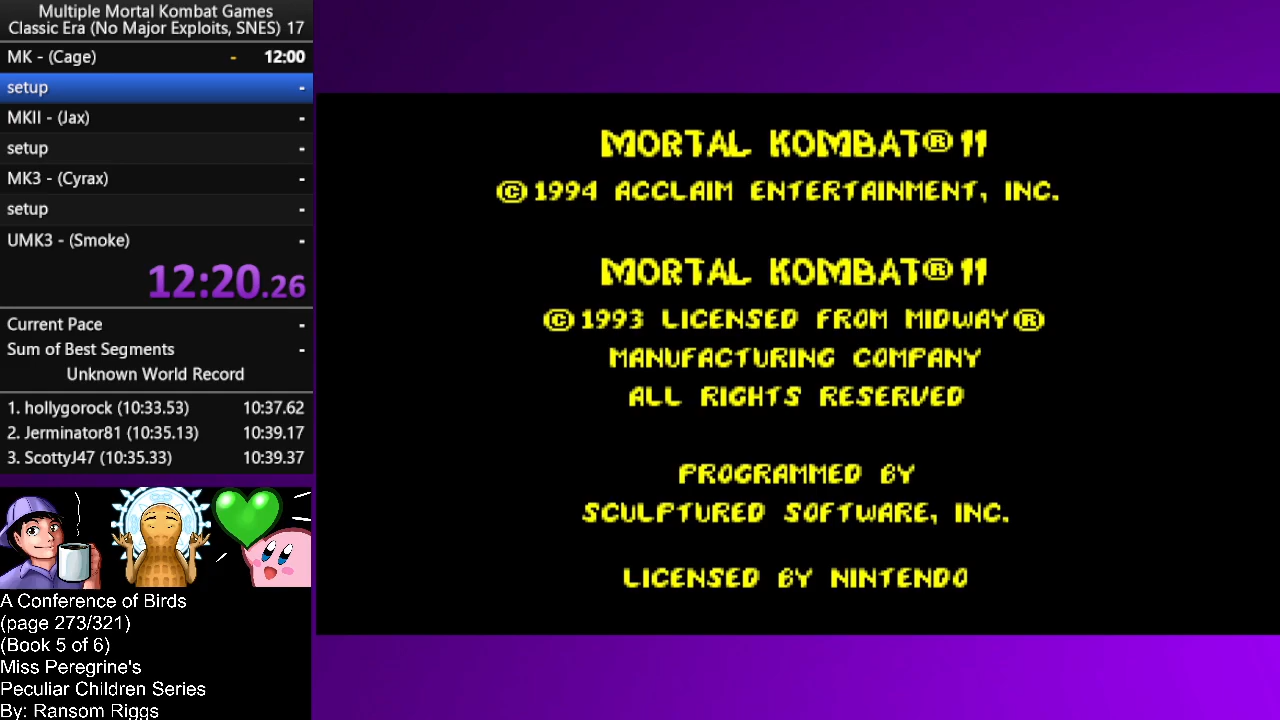 Multiple Mortal Kombat Games
Classic Era (No Major Exploits, SNES) 17
MK - (Cage) - 12:00
setup -
MKII - (Jax) -
setup -
MK3 - (Cyrax) -
setup -
UMK3 - (Smoke) -
12:20.26
Current Pace -
Sum of Best Segments -
Unknown World Record
1. hollygorock (10:33.53) 10:37.62
2. Jerminator81 (10:35.13) 10:39.17
3. ScottyJ47 (10:35.33) 10:39.37
A Conference of Birds
(page 273/321)
(Book 5 of 6)
Miss Peregrine's
Peculiar Children Series
By: Ransom Riggs
MORTAL KOMBAT® II
© 1994 ACCLAIM ENTERTAINMENT, INC.
MORTAL KOMBAT® II
© 1993 LICENSED FROM MIDWAY®
MANUFACTURING COMPANY
ALL RIGHTS RESERVED
PROGRAMMED BY
SCULPTURED SOFTWARE, INC.
LICENSED BY NINTENDO